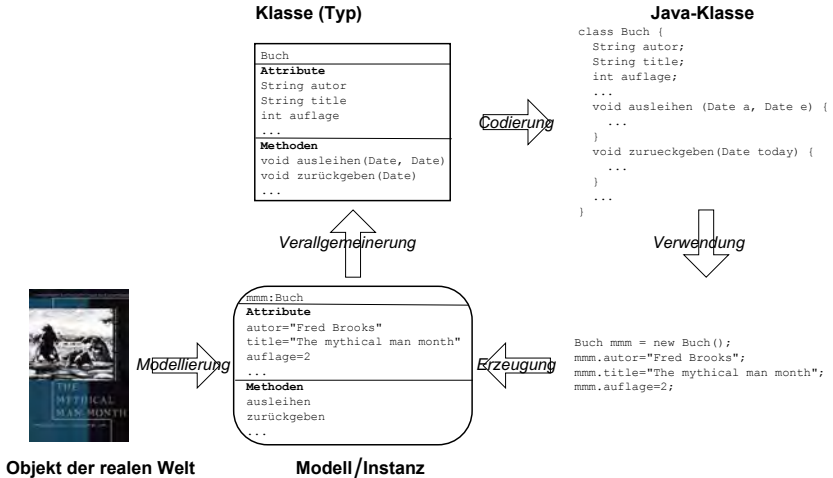 Klasse (Typ)
Buch
Attribute
String autor
String title
int auflage
...
Methoden
void ausleihen(Date, Date)
void zurückgeben(Date)
...
Codierung
Java-Klasse
class Buch {
String autor;
String title;
int auflage;
...
void ausleihen (Date a, Date e) {
...
}
void zurueckgeben(Date today) {
...
}
...
}
Verallgemeinerung
Verwendung
THE
MYTHICAL
MAN-MONTH
Modellierung
mmm:Buch
Attribute
autor="Fred Brooks"
title="The mythical man month"
auflage=2
...
Methoden
ausleihen
zurückgeben
...
Erzeugung
Buch mmm = new Buch();
mmm.autor="Fred Brooks";
mmm.title="The mythical man month";
mmm.auflage=2;
Objekt der realen Welt
Modell/Instanz